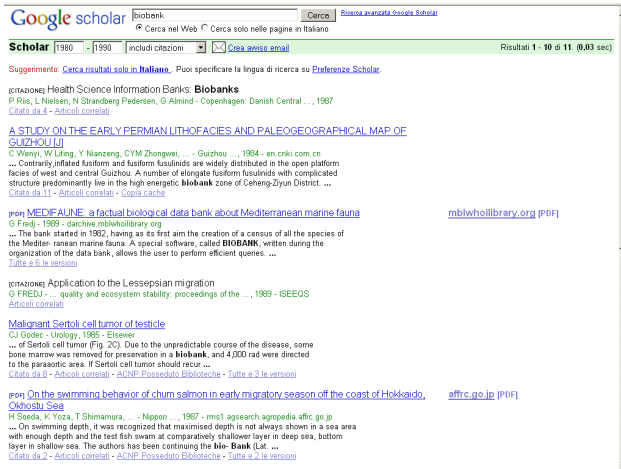 Google scholar biobank Cerca Ricerca avanzata Google Scholar
Cerca nel Web Cerca solo nelle pagine in Italiano
Scholar 1980 - 1990 includi citazioni Crea avviso email Risultati 1 - 10 di 11. (0,03 sec)
Suggerimento: Cerca risultati solo in Italiano. Puoi specificare la lingua di ricerca su Preferenze Scholar.
[CITAZIONE] Health Science Information Banks: Biobanks
P Riis, L Nielsen, N Strandberg Pedersen, G Almind - Copenhagen: Danish Central ..., 1987
Citato da 4 - Articoli correlati
A STUDY ON THE EARLY PERMIAN LITHOFACIES AND PALEOGEOGRAPHICAL MAP OF
GUIZHOU [J]
C Wenyi, W Liting, Y Nianzeng, CYM Zhongwei, ... - Guizhou ..., 1984 - en.cnki.com.cn
... Contrarily,inflated fusiform and fusiform fusulinids are widely distributed in the open platform
facies of west and central Guizhou. A number of elongate fusiform fusulinids with complicated
structure predominantly live in the high energetic biobank zone of Ceheng-Ziyun District. ...
Citato da 11 - Articoli correlati - Copia cache
[PDF] MEDIFAUNE: a factual biological data bank about Mediterranean marine fauna mblwhoilibrary.org [PDF]
G Fredj - 1989 - darchive.mblwhoilibrary.org
... The bank started in 1982, having as its first aim the creation of a census of all the species of
the Mediter- ranean marine fauna. A special software, called BIOBANK, written during the
organization of the data bank, allows the user to perform efficient queries. ...
Tutte e 6 le versioni
[CITAZIONE] Application to the Lessepsian migration
G FREDJ - ... quality and ecosystem stability: proceedings of the ..., 1989 - ISEEQS
Articoli correlati
Malignant Sertoli cell tumor of testicle
CJ Godec - Urology, 1985 - Elsevier
... of Sertoli cell tumor (Fig. 2C). Due to the unpredictable course of the disease, some
bone marrow was removed for preservation in a biobank, and 4,000 rad were directed
to the paraaortic area. If Sertoli cell tumor should recur ...
Citato da 8 - Articoli correlati - ACNP Posseduto Biblioteche - Tutte e 3 le versioni
[PDF] On the swimming behavior of chum salmon in early migratory season off the coast of Hokkaido, affrc.go.jp [PDF]
Okhostu Sea
H Soeda, K Yoza, T Shimamura, ... - Nippon ..., 1987 - rms1.agsearch.agropedia.affrc.go.jp
... On swimming depth, it was recognized that maximised depth is not always shown in a sea area
with enough depth and the test fish swam at comparatively shallower layer in deep sea, bottom
layer in shallow sea. The authors has been continuing the bio- Bank (Lat. ...
Citato da 2 - Articoli correlati - ACNP Posseduto Biblioteche - Tutte e 2 le versioni